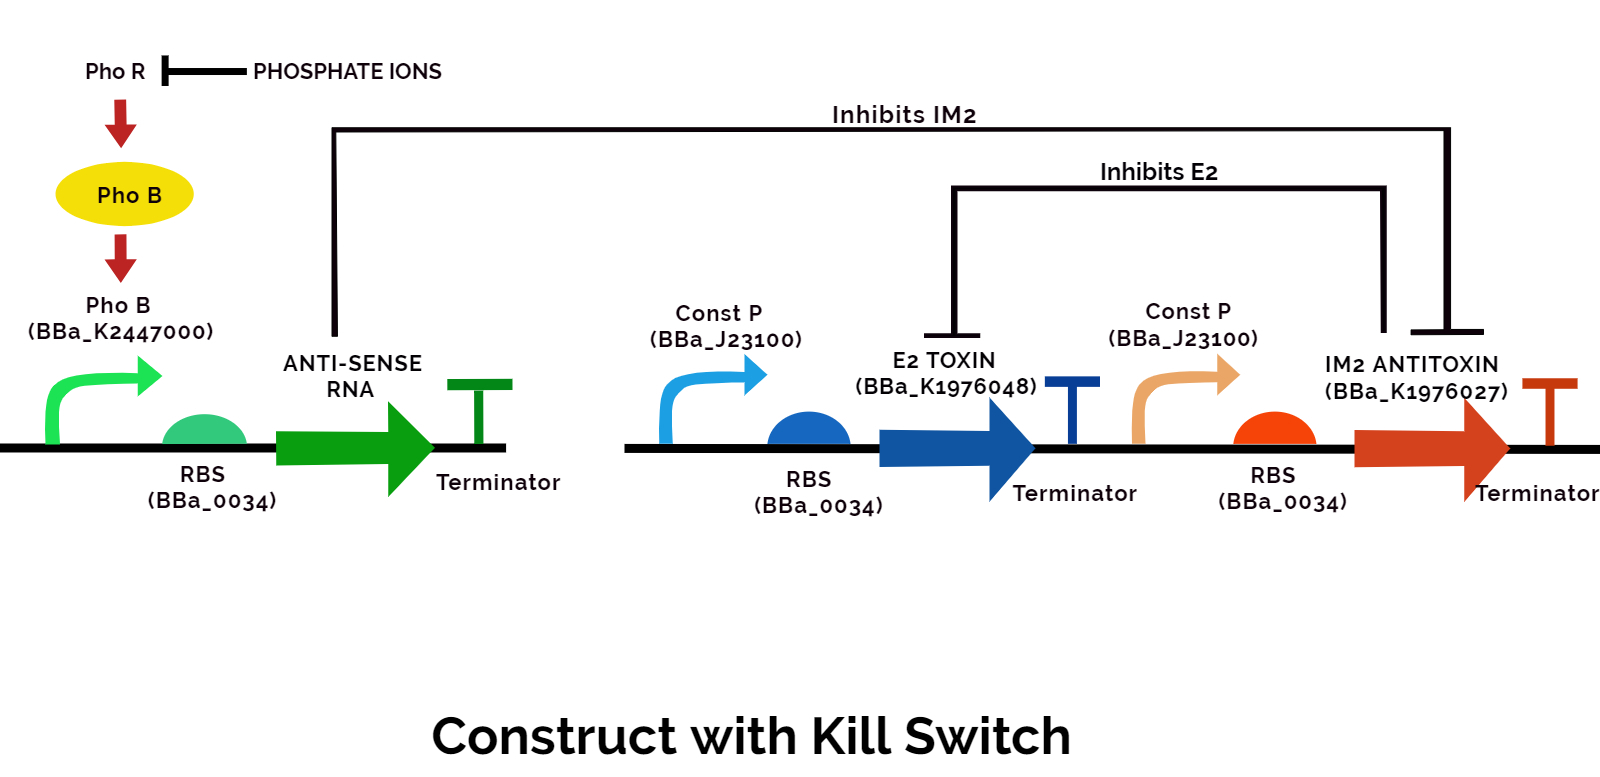 Pho R
PHOSPHATE IONS
Inhibits IM2
Inhibits E2
Pho B
Pho B
(BBa_K2447000)
ANTI-SENSE
RNA
Const P
(BBa_J23100)
E2 TOXIN
(BBa_K1976048)
Const P
(BBa_J23100)
IM2 ANTITOXIN
(BBa_K1976027)
RBS
(BBa_0034)
Terminator
RBS
(BBa_0034)
Terminator
RBS
(BBa_0034)
Terminator
Construct with Kill Switch